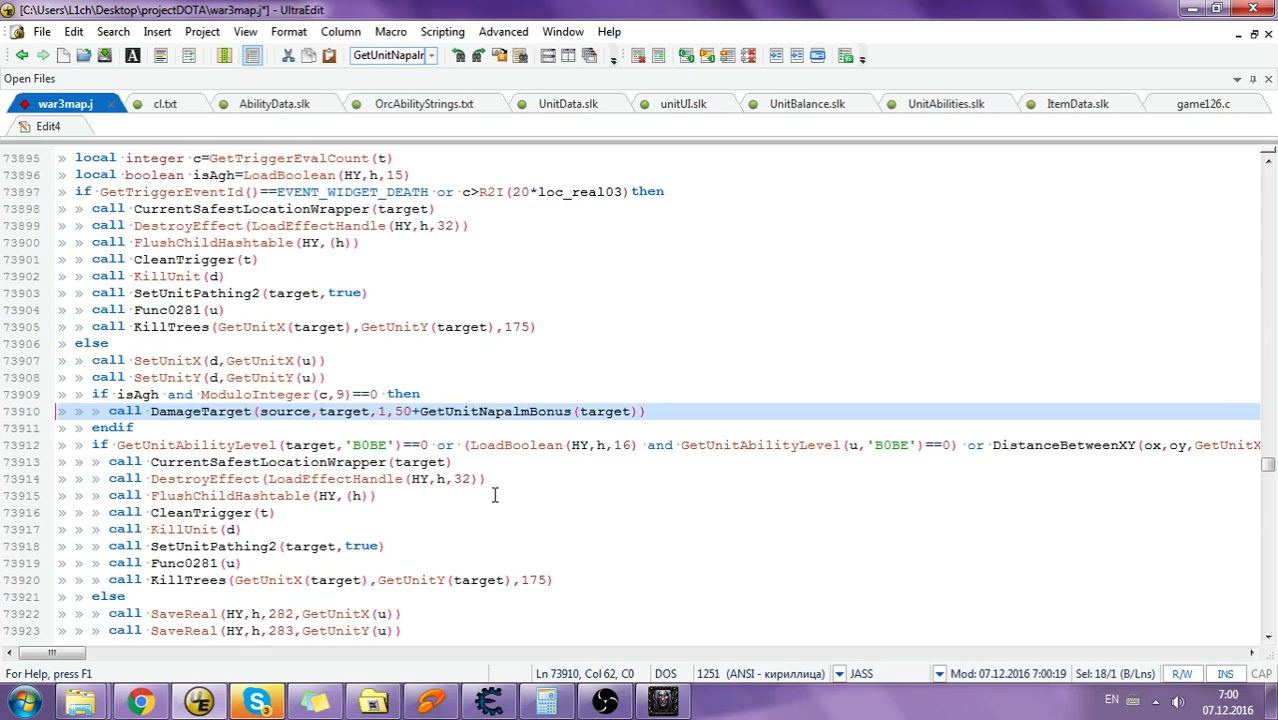 [C:\Users\L1ch\Desktop\projectDOTA\war3map.j*] - UltraEdit
File Edit Search Insert Project View Format Column Macro Scripting Advanced Window Help
GetUnitNapalr
Open Files
war3map.j cl.txt AbilityData.slk OrcAbilityStrings.txt UnitData.slk unitUI.slk UnitBalance.slk UnitAbilities.slk ItemData.slk game126.c
Edit4
73895 local integer c=GetTriggerEvalCount(t)
73896 local boolean isAgh=LoadBoolean(HY,h,15)
73897 if GetTriggerEventId()==EVENT_WIDGET_DEATH or c>R2I(20*loc_real03)then
73898 call CurrentSafestLocationWrapper(target)
73899 call DestroyEffect(LoadEffectHandle(HY,h,32))
73900 call FlushChildHashtable(HY,(h))
73901 call CleanTrigger(t)
73902 call KillUnit(d)
73903 call SetUnitPathing2(target,true)
73904 call Func0281(u)
73905 call KillTrees(GetUnitX(target),GetUnitY(target),175)
73906 else
73907 call SetUnitX(d,GetUnitX(u))
73908 call SetUnitY(d,GetUnitY(u))
73909 if isAgh and ModuloInteger(c,9)==0 then
73910 call DamageTarget(source,target,1,50+GetUnitNapalmBonus(target))
73911 endif
73912 if GetUnitAbilityLevel(target,'B0BE')==0 or (LoadBoolean(HY,h,16) and GetUnitAbilityLevel(u,'B0BE')==0) or DistanceBetweenXY(ox,oy,GetUnitX
73913 call CurrentSafestLocationWrapper(target)
73914 call DestroyEffect(LoadEffectHandle(HY,h,32))
73915 call FlushChildHashtable(HY,(h))
73916 call CleanTrigger(t)
73917 call KillUnit(d)
73918 call SetUnitPathing2(target,true)
73919 call Func0281(u)
73920 call KillTrees(GetUnitX(target),GetUnitY(target),175)
73921 else
73922 call SaveReal(HY,h,282,GetUnitX(u))
73923 call SaveReal(HY,h,283,GetUnitY(u))
For Help, press F1 Ln 73910, Col 62, C0 DOS 1251 (ANSI - кириллица) JASS Mod: 07.12.2016 7:00:19 Sel: 18/1 (B/Lns) R/W INS CAP
EN 7:00
07.12.2016